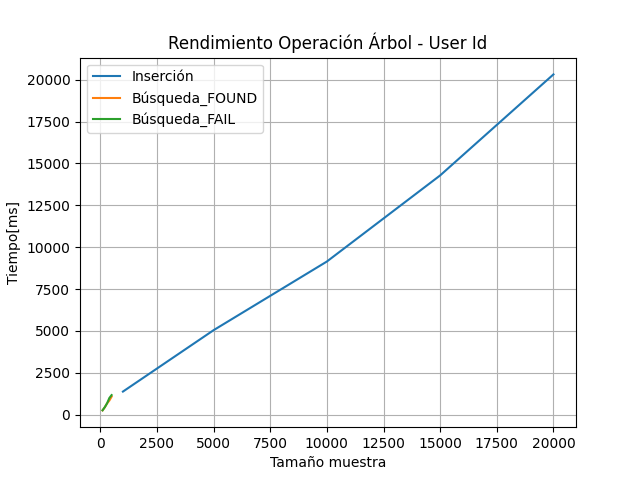 Rendimiento Operación Árbol - User Id
Inserción
Búsqueda_FOUND
Búsqueda_FAIL
Tiempo[ms]
20000
17500
15000
12500
10000
7500
5000
2500
0
0 2500 5000 7500 10000 12500 15000 17500 20000
Tamaño muestra